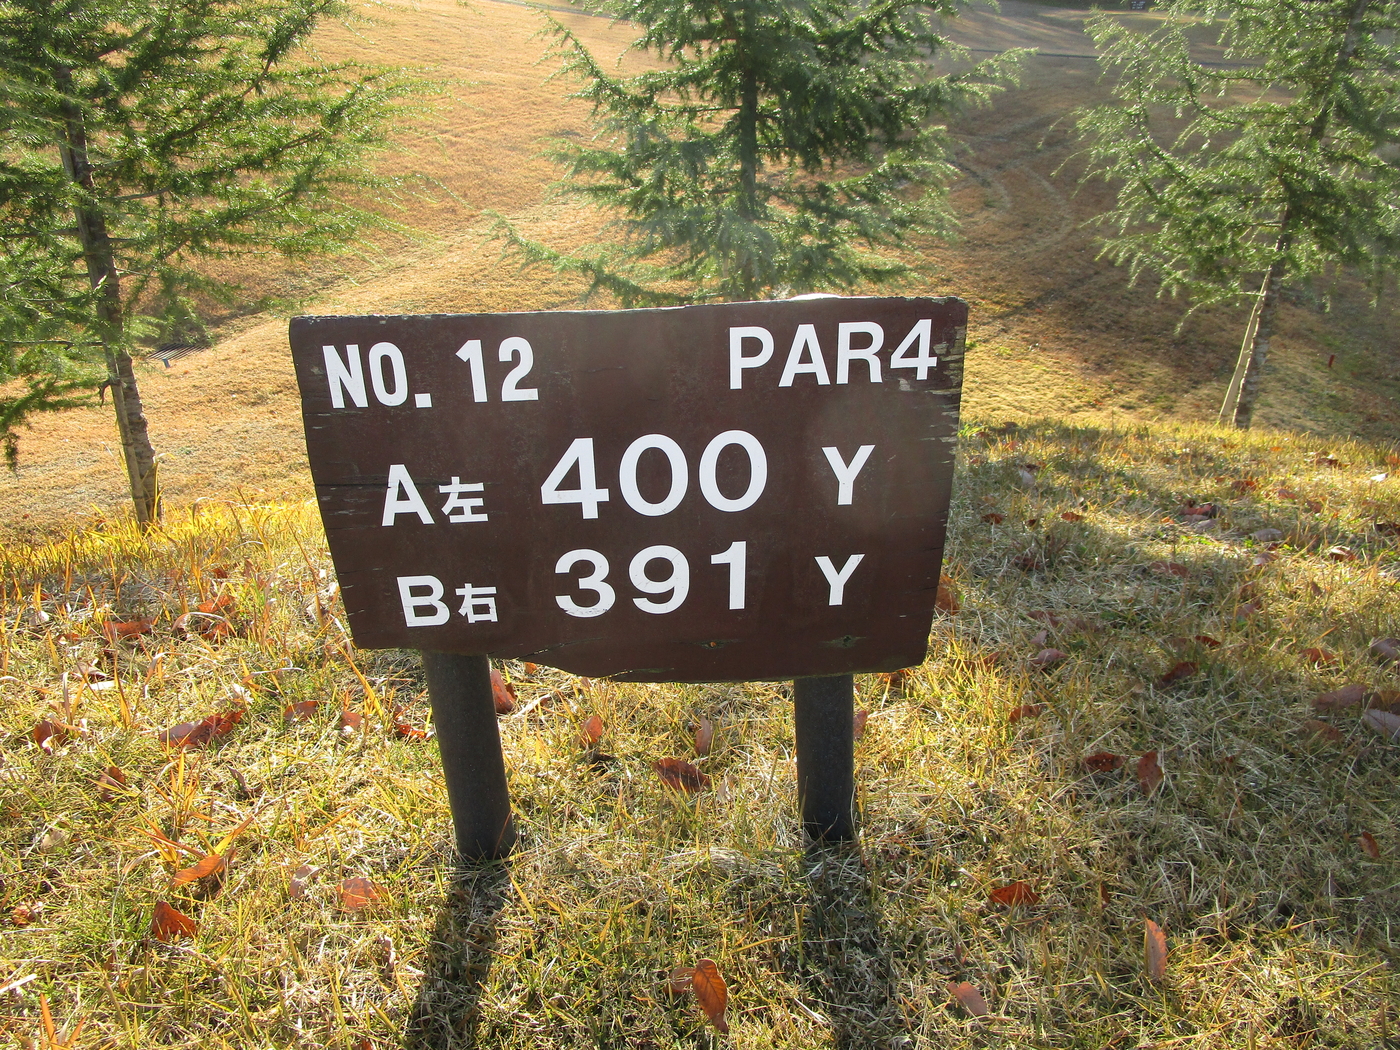 NO. 12 PAR4
A左 400 Y
B右 391 Y